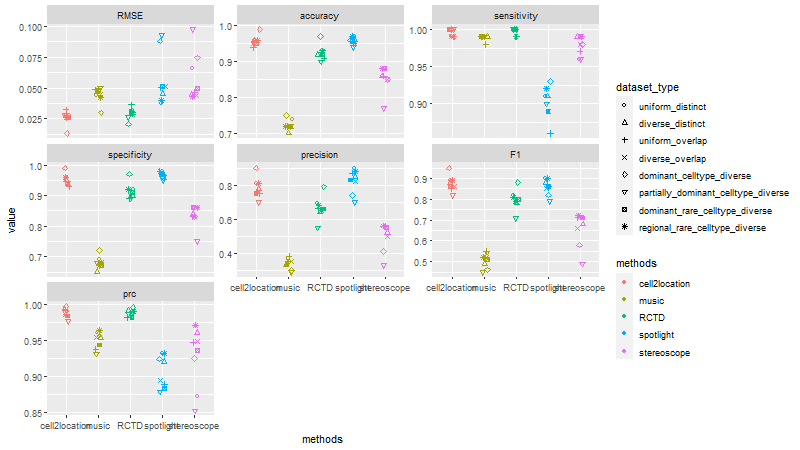 RMSE
accuracy
sensitivity
0.100
0.075
0.050
0.025
1.0
0.9
0.8
0.7
1.00
0.95
0.90
specificity
precision
F1
1.0
0.9
0.8
0.7
0.8
0.6
0.4
0.9
0.8
0.7
0.6
0.5
cell2location music RCTD spotlight stereoscope
cell2location music RCTD spotlight stereoscope
prc
1.00
0.95
0.90
0.85
cell2location music RCTD spotlight stereoscope
value
methods
dataset_type
uniform_distinct
diverse_distinct
uniform_overlap
diverse_overlap
dominant_celltype_diverse
partially_dominant_celltype_diverse
dominant_rare_celltype_diverse
regional_rare_celltype_diverse
methods
cell2location
music
RCTD
spotlight
stereoscope